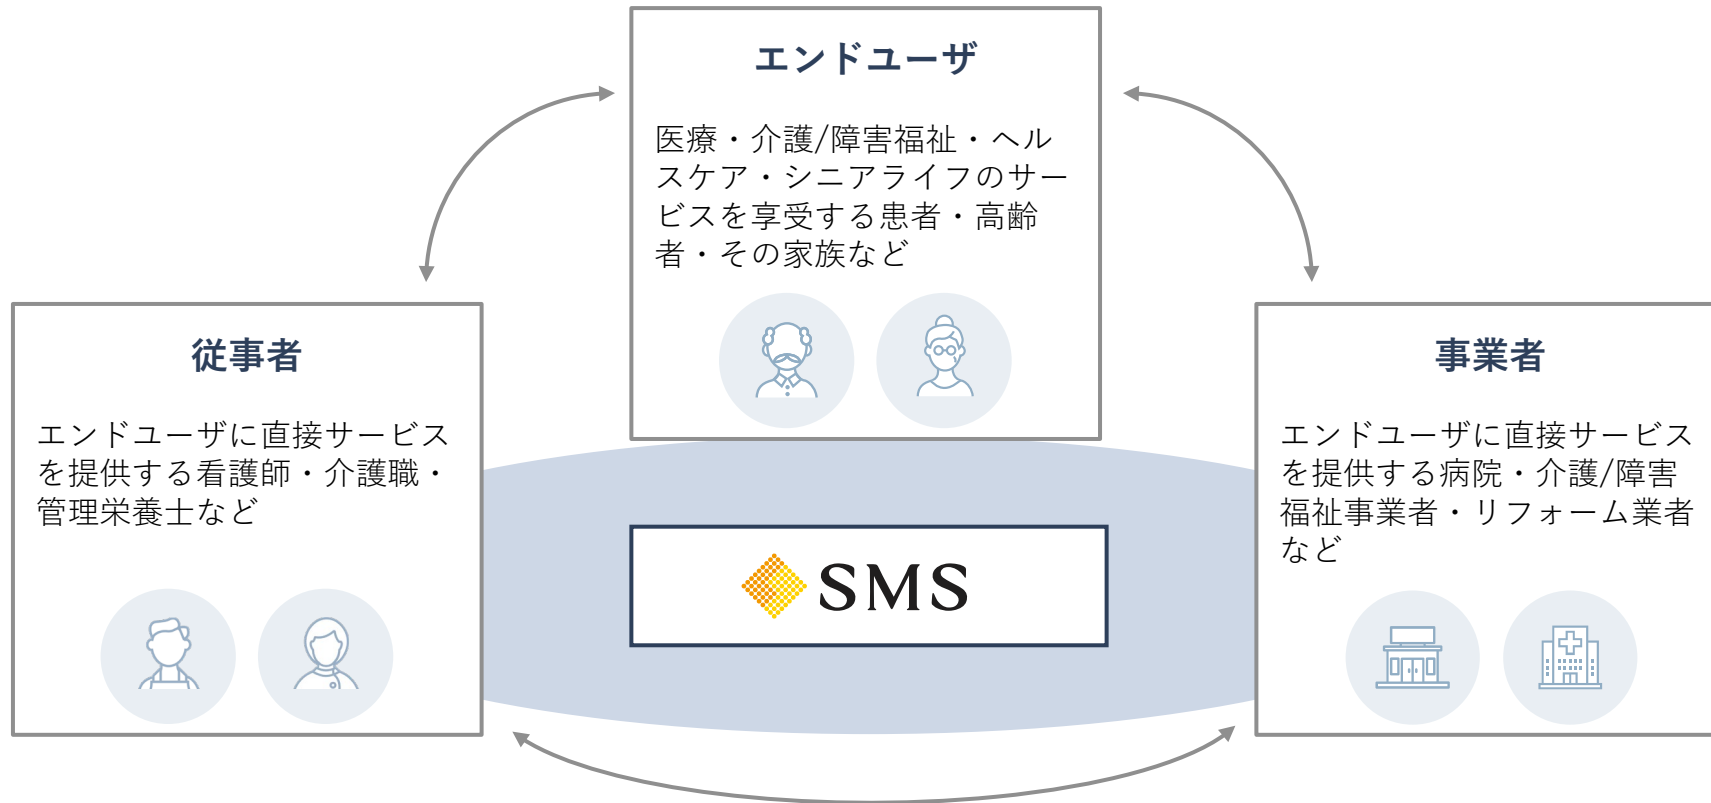 エンドユーザ
医療・介護/障害福祉・ヘル
スケア・シニアライフのサー
ビスを享受する患者・高齢
者・その家族など
従事者
エンドユーザに直接サービス
を提供する看護師・介護職・
管理栄養士など
事業者
エンドユーザに直接サービス
を提供する病院・介護/障害
福祉事業者・リフォーム業者
など
SMS